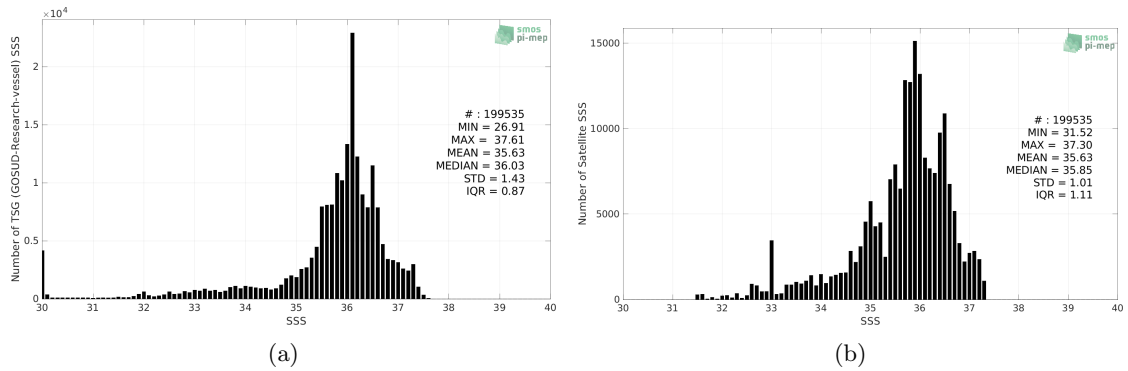 ×10⁴
smos
pi-mep
Number of TSG (GOSUD-Research-vessel) SSS
2
1.5
1
0.5
0
# : 199535
MIN = 26.91
MAX = 37.61
MEAN = 35.63
MEDIAN = 36.03
STD = 1.43
IQR = 0.87
30 31 32 33 34 35 36 37 38 39 40
SSS
(a)
smos
pi-mep
Number of Satellite SSS
15000
10000
5000
0
# : 199535
MIN = 31.52
MAX = 37.30
MEAN = 35.63
MEDIAN = 35.85
STD = 1.01
IQR = 1.11
30 31 32 33 34 35 36 37 38 39 40
SSS
(b)